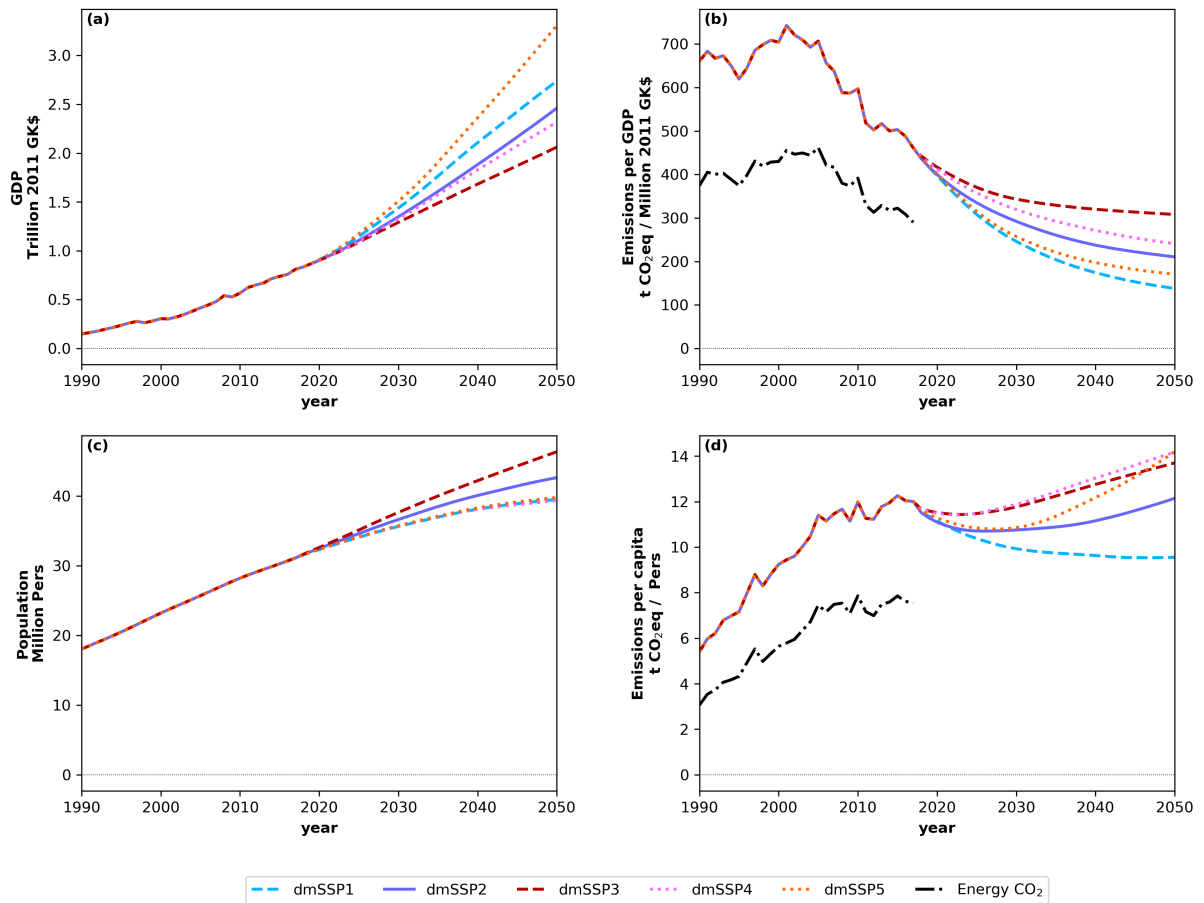 (a)
GDP
Trillion 2011 GK$
3.0
2.5
2.0
1.5
1.0
0.5
0.0
1990 2000 2010 2020 2030 2040 2050
year
(b)
Emissions per GDP
t CO₂eq / Million 2011 GK$
700
600
500
400
300
200
100
0
1990 2000 2010 2020 2030 2040 2050
year
(c)
Population
Million Pers
40
30
20
10
0
1990 2000 2010 2020 2030 2040 2050
year
(d)
Emissions per capita
t CO₂eq / Pers
14
12
10
8
6
4
2
0
1990 2000 2010 2020 2030 2040 2050
year
dmSSP1 dmSSP2 dmSSP3 dmSSP4 dmSSP5 Energy CO₂